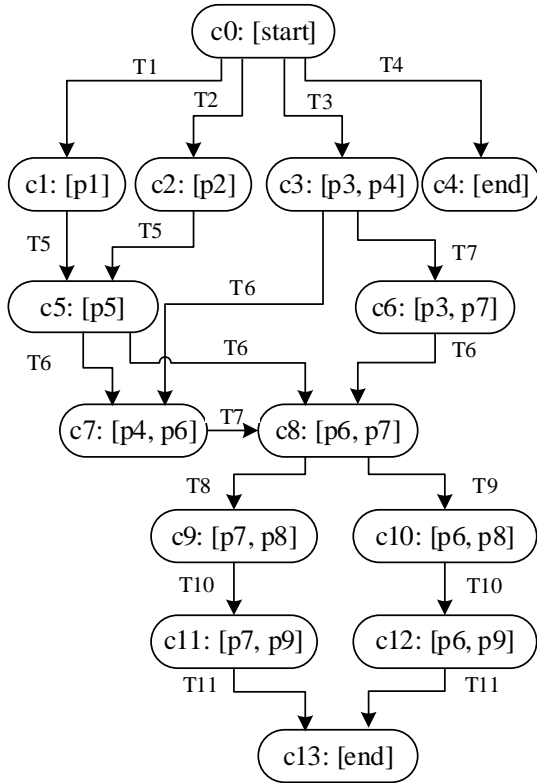 c0: [start]
T1
T2
T3
T4
c1: [p1]
c2: [p2]
c3: [p3, p4]
c4: [end]
T5
T5
T7
T6
c5: [p5]
c6: [p3, p7]
T6
T6
T6
c7: [p4, p6]
T7
c8: [p6, p7]
T8
T9
c9: [p7, p8]
c10: [p6, p8]
T10
T10
c11: [p7, p9]
c12: [p6, p9]
T11
T11
c13: [end]